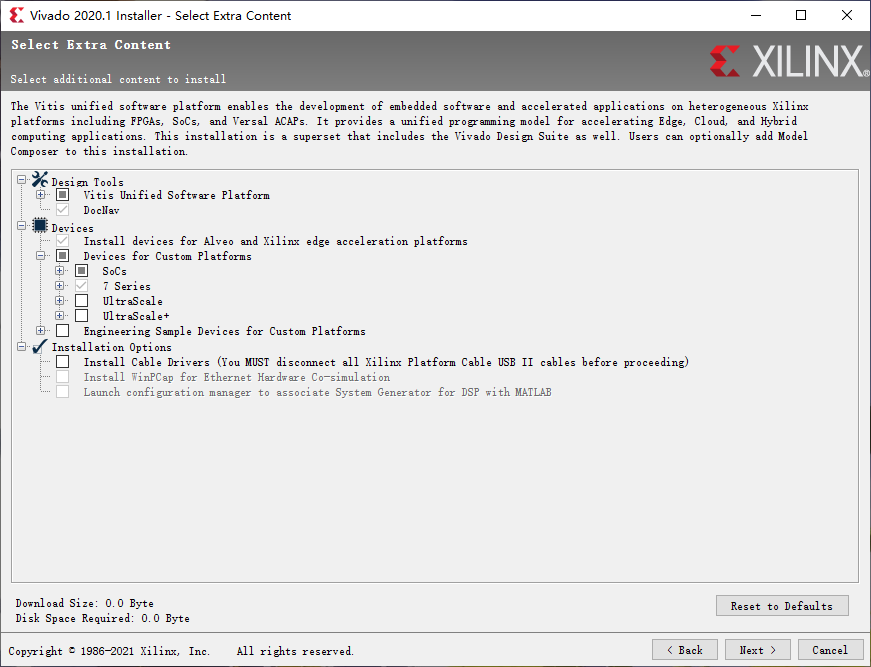 Vivado 2020.1 Installer - Select Extra Content
Select Extra Content
Select additional content to install
XILINX®
The Vitis unified software platform enables the development of embedded software and accelerated applications on heterogeneous Xilinx
platforms including FPGAs, SoCs, and Versal ACAPs. It provides a unified programming model for accelerating Edge, Cloud, and Hybrid
computing applications. This installation is a superset that includes the Vivado Design Suite as well. Users can optionally add Model
Composer to this installation.
Design Tools
Vitis Unified Software Platform
DocNav
Devices
Install devices for Alveo and Xilinx edge acceleration platforms
Devices for Custom Platforms
SoCs
7 Series
UltraScale
UltraScale+
Engineering Sample Devices for Custom Platforms
Installation Options
Install Cable Drivers (You MUST disconnect all Xilinx Platform Cable USB II cables before proceeding)
Install WinPCap for Ethernet Hardware Co-simulation
Launch configuration manager to associate System Generator for DSP with MATLAB
Download Size: 0.0 Byte
Disk Space Required: 0.0 Byte
Reset to Defaults
Copyright © 1986-2021 Xilinx, Inc. All rights reserved.
< Back
Next >
Cancel